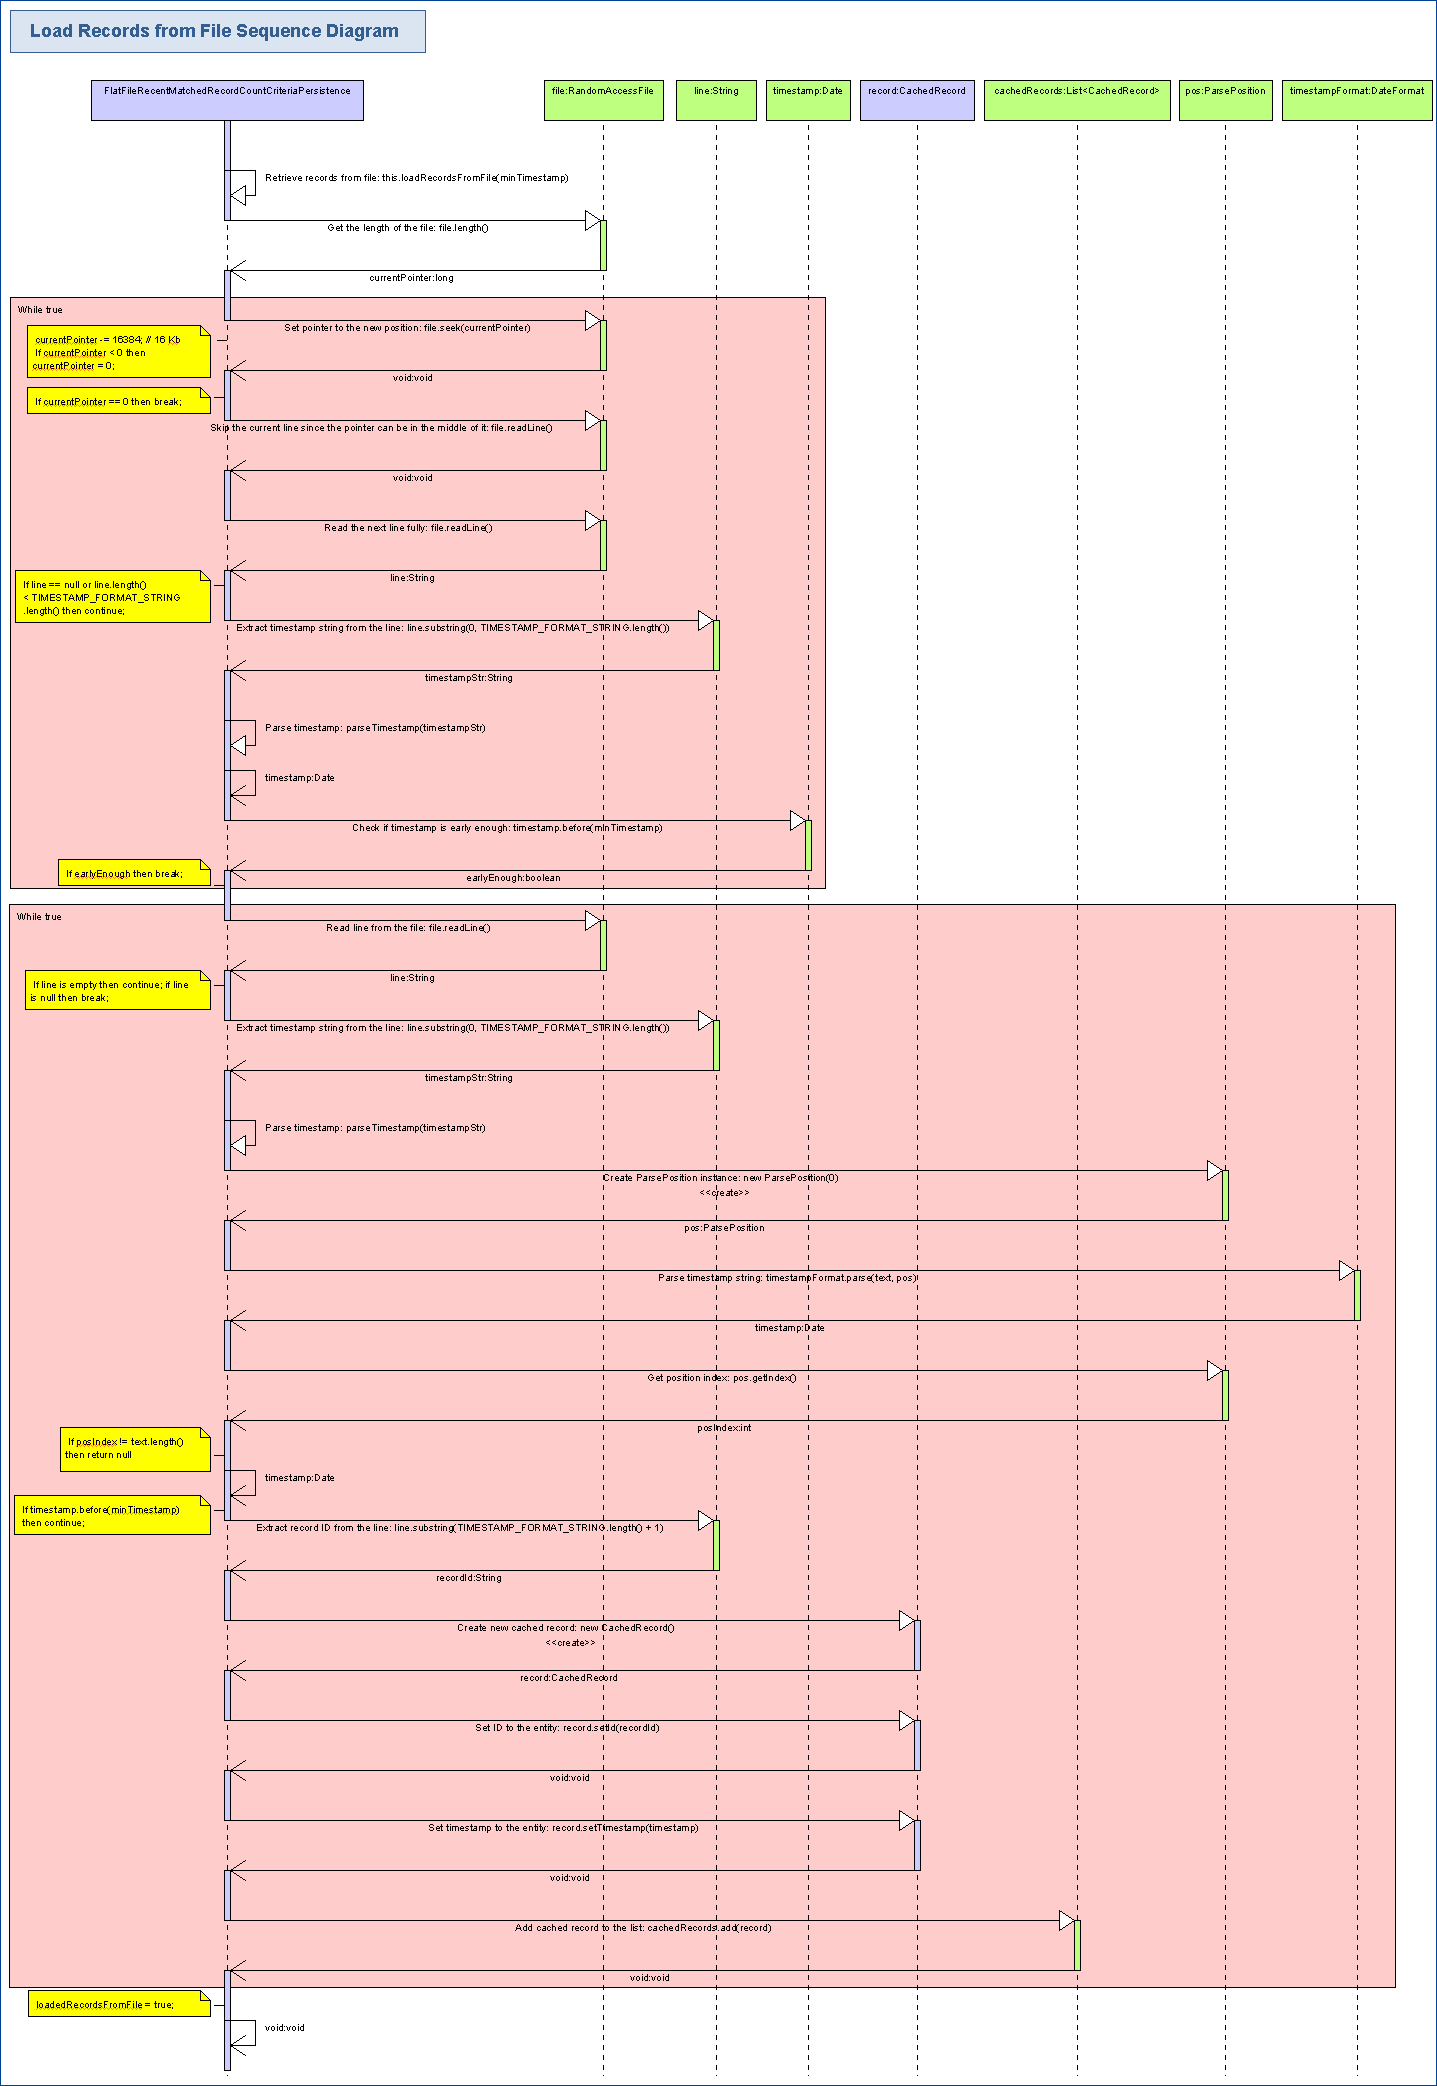 Load Records from File Sequence Diagram
FlatFileRecentMatchedRecordCountCriteriaPersistence
file:RandomAccessFile
line:String
timestamp:Date
record:CachedRecord
cachedRecords:List<CachedRecord>
pos:ParsePosition
timestampFormat:DateFormat
Retrieve records from file: this.loadRecordsFromFile(minTimestamp)
Get the length of the file: file.length()
currentPointer:long
While true
Set pointer to the new position: file.seek(currentPointer)
currentPointer -= 16384; // 16 Kb
If currentPointer < 0 then
currentPointer = 0;
void:void
If currentPointer == 0 then break;
Skip the current line since the pointer can be in the middle of it: file.readLine()
void:void
Read the next line fully: file.readLine()
line:String
If line == null or line.length()
< TIMESTAMP_FORMAT_STRING
.length() then continue;
Extract timestamp string from the line: line.substring(0, TIMESTAMP_FORMAT_STRING.length())
timestampStr:String
Parse timestamp: parseTimestamp(timestampStr)
timestamp:Date
Check if timestamp is early enough: timestamp.before(minTimestamp)
If earlyEnough then break;
earlyEnough:boolean
While true
Read line from the file: file.readLine()
line:String
If line is empty then continue; if line
is null then break;
Extract timestamp string from the line: line.substring(0, TIMESTAMP_FORMAT_STRING.length())
timestampStr:String
Parse timestamp: parseTimestamp(timestampStr)
Create ParsePosition instance: new ParsePosition(0)
<<create>>
pos:ParsePosition
Parse timestamp string: timestampFormat.parse(text, pos)
timestamp:Date
Get position index: pos.getIndex()
posIndex:int
If posIndex != text.length()
then return null
timestamp:Date
If timestamp.before(minTimestamp)
then continue;
Extract record ID from the line: line.substring(TIMESTAMP_FORMAT_STRING.length() + 1)
recordId:String
Create new cached record: new CachedRecord()
<<create>>
record:CachedRecord
Set ID to the entity: record.setId(recordId)
void:void
Set timestamp to the entity: record.setTimestamp(timestamp)
void:void
Add cached record to the list: cachedRecords.add(record)
void:void
loadedRecordsFromFile = true;
void:void